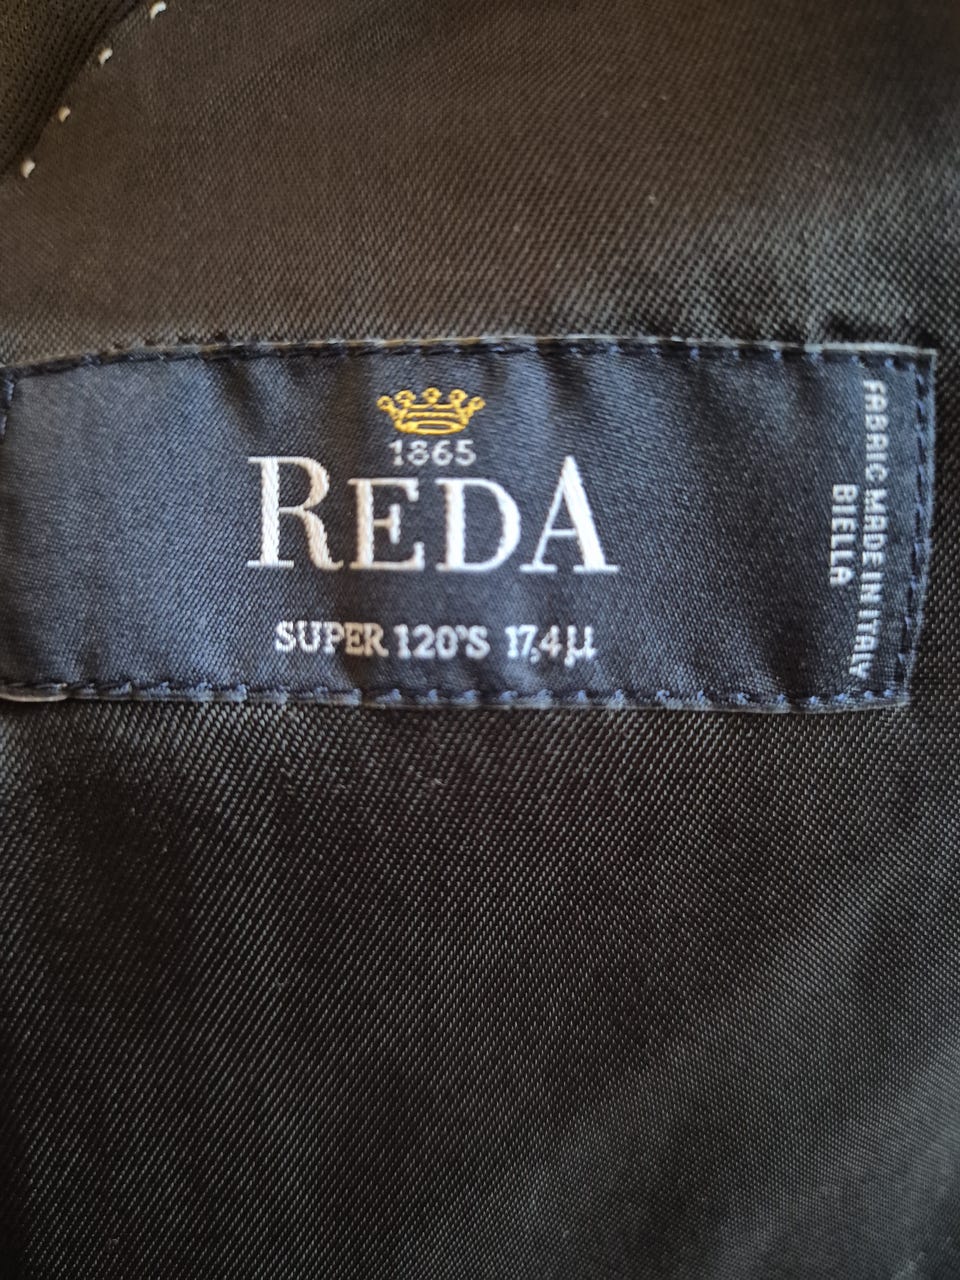 1865
REDA
SUPER 120'S 17,4µ
FABRIC MADE IN ITALY
BIELLA